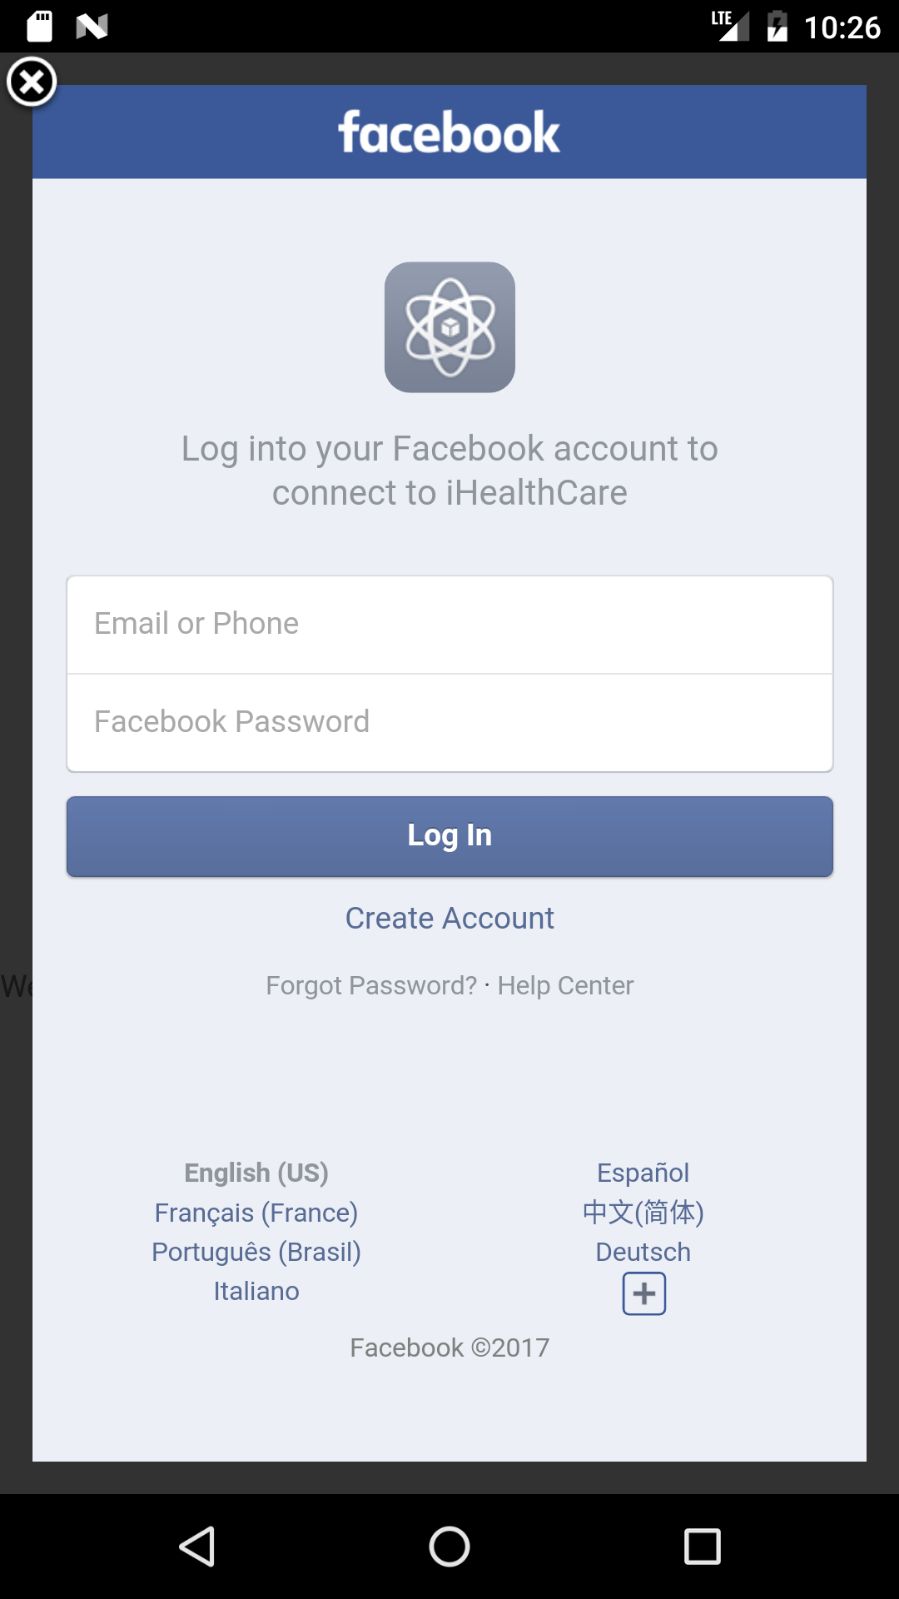 LTE 10:26
facebook
Log into your Facebook account to
connect to iHealthCare
Email or Phone
Facebook Password
Log In
Create Account
We
Forgot Password? · Help Center
English (US) Español
Français (France) 中文(简体)
Português (Brasil) Deutsch
Italiano
Facebook ©2017